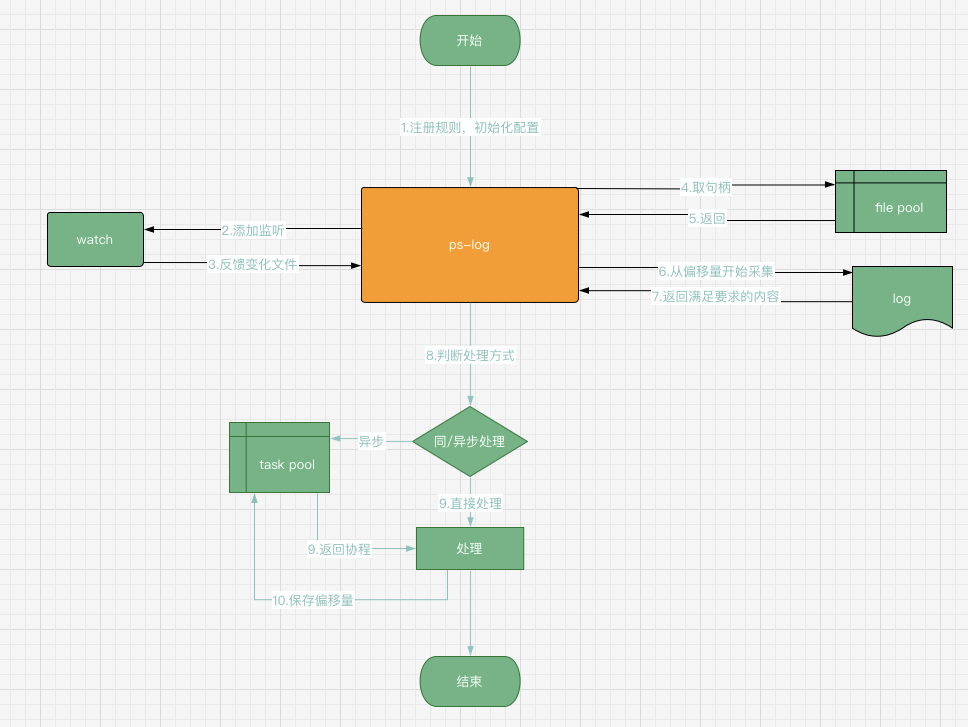 开始
1.注册规则，初始化配置
4.取句柄
file pool
5.返回
ps-log
watch
2.添加监听
3.反馈变化文件
6.从偏移量开始采集
7.返回满足要求的内容
log
8.判断处理方式
同/异步处理
异步
task pool
9.直接处理
9.返回协程
处理
10.保存偏移量
结束